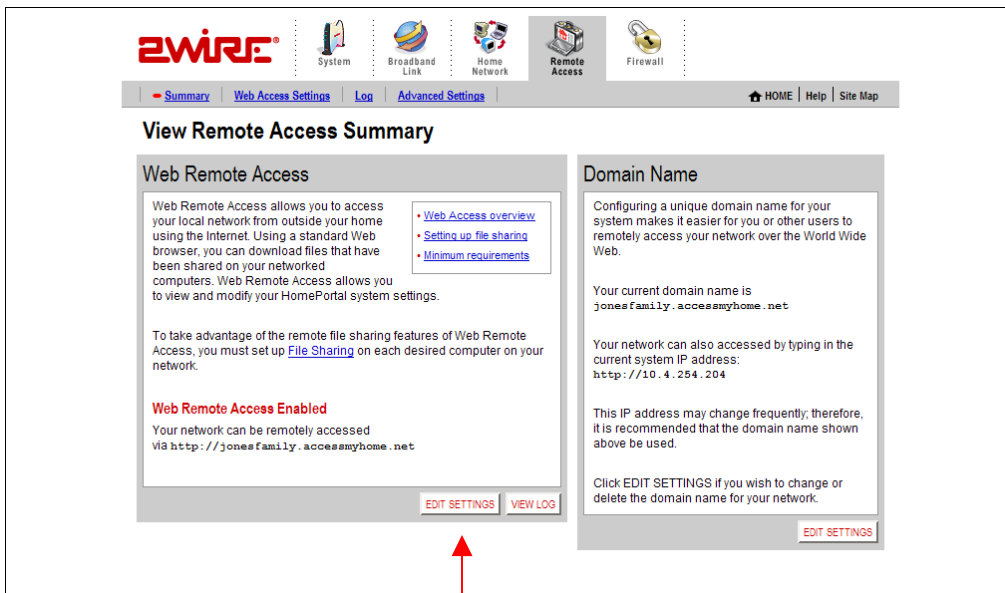 2WIRE
System
Broadband
Link
Home
Network
Remote
Access
Firewall
Summary
Web Access Settings
Log
Advanced Settings
HOME
Help
Site Map
View Remote Access Summary
Web Remote Access
Web Remote Access allows you to access
your local network from outside your home
using the Internet. Using a standard Web
browser, you can download files that have
been shared on your networked
computers. Web Remote Access allows you
to view and modify your HomePortal system settings.
• Web Access overview
• Setting up file sharing
• Minimum requirements
To take advantage of the remote file sharing features of Web Remote
Access, you must set up File Sharing on each desired computer on your
network.
Web Remote Access Enabled
Your network can be remotely accessed
via http://jonesfamily.accessmyhome.net
EDIT SETTINGS
VIEW LOG
Domain Name
Configuring a unique domain name for your
system makes it easier for you or other users to
remotely access your network over the World Wide
Web.
Your current domain name is
jonesfamily.accessmyhome.net
Your network can also accessed by typing in the
current system IP address:
http://10.4.254.204
This IP address may change frequently; therefore,
it is recommended that the domain name shown
above be used.
Click EDIT SETTINGS if you wish to change or
delete the domain name for your network.
EDIT SETTINGS